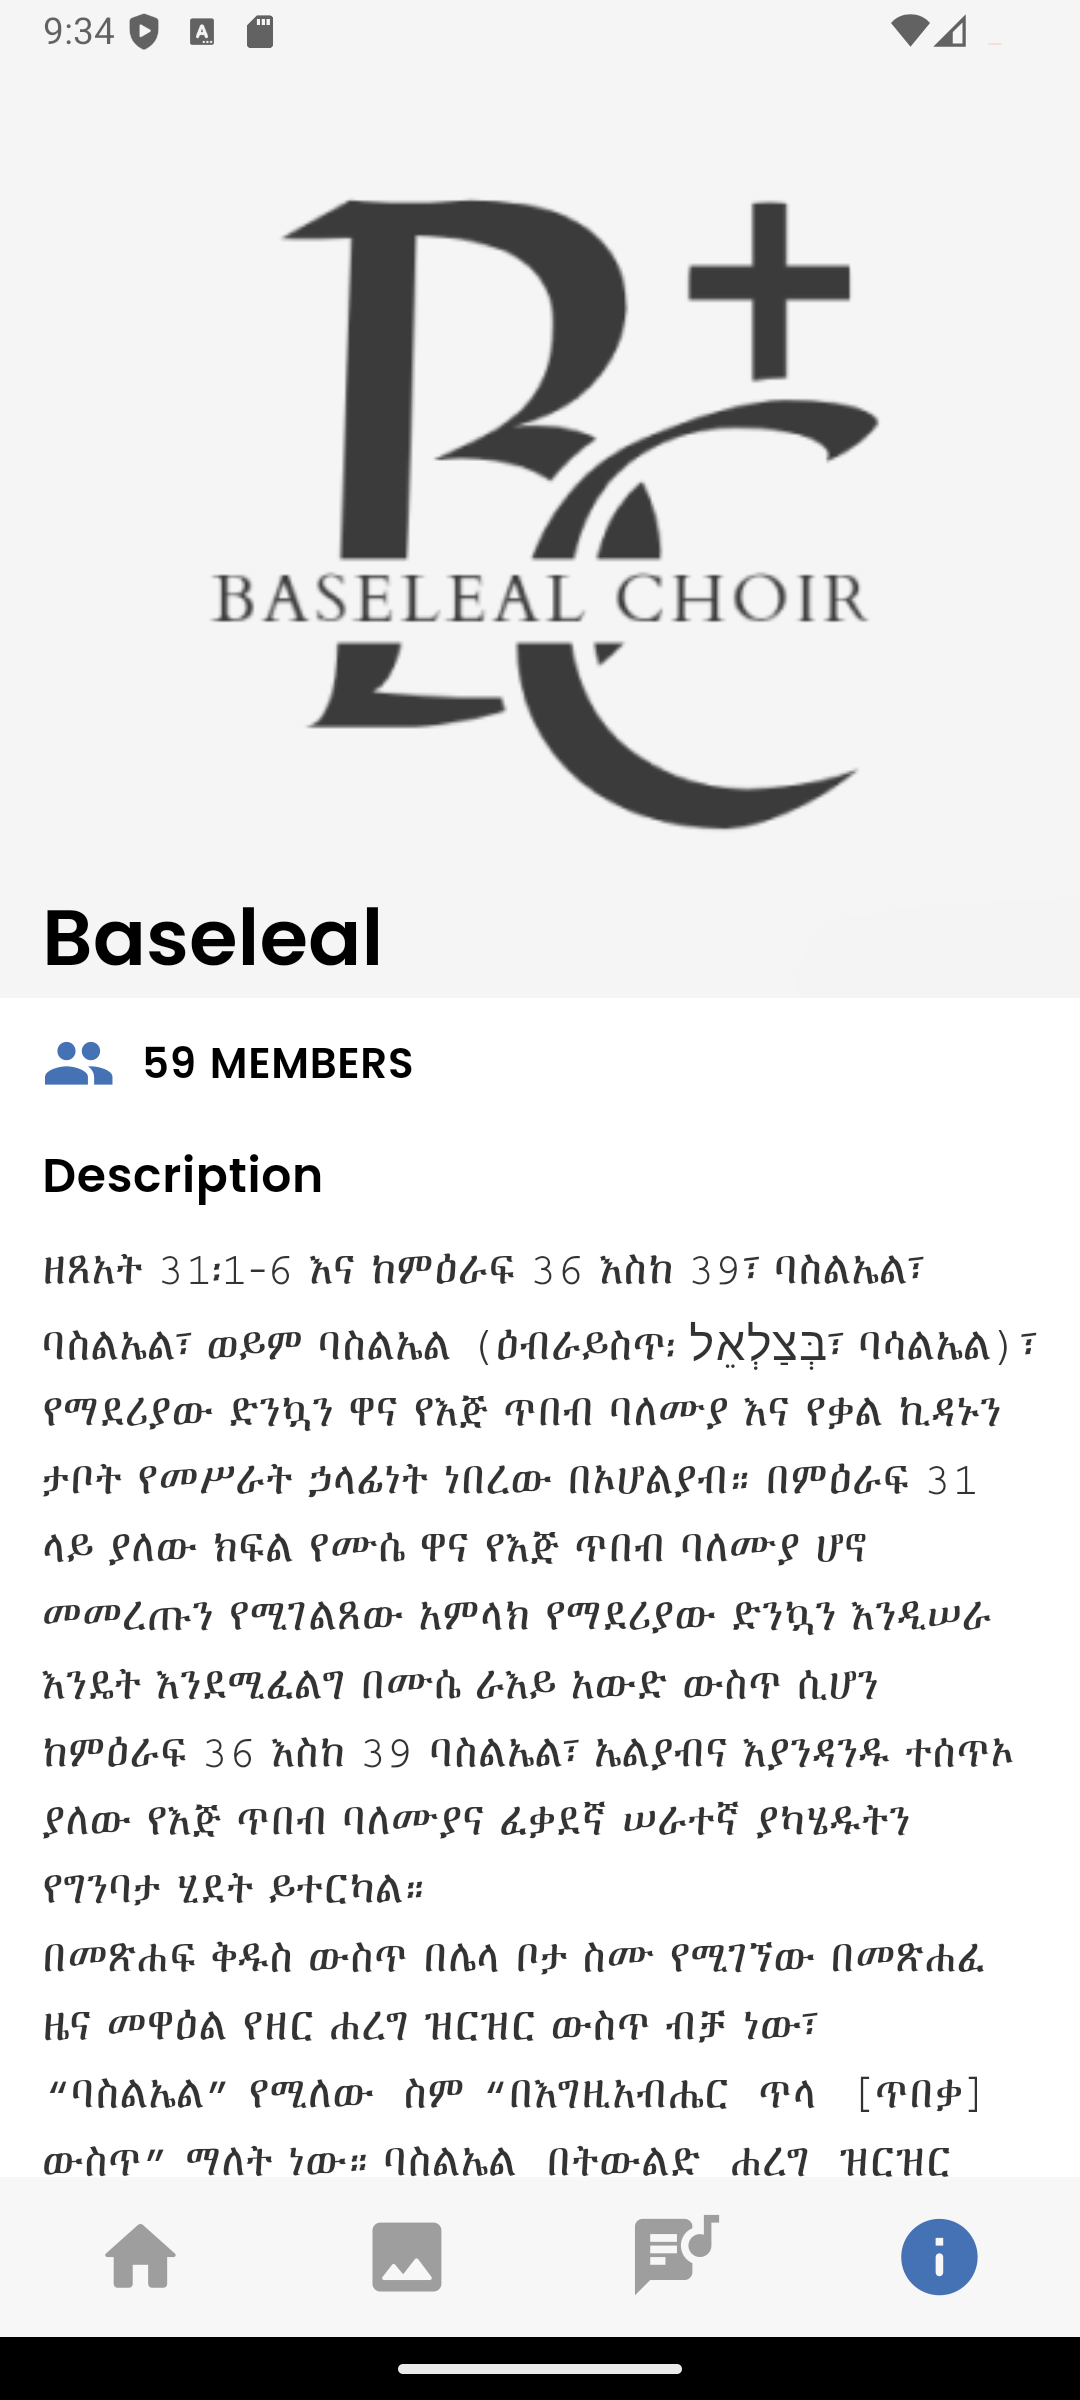 9:34
BASELEAL CHOIR
Baseleal
59 MEMBERS
Description
ዘጸአት 31፡1-6 እና ከምዕራፍ 36 እስከ 39፣ ባስልኤል፣
ባስልኤል፣ ወይም ባስልኤል (ዕብራይስጥ፡ בְּצַלְאֵל፣ ባሳልኤል)፣
የማደሪያው ድንኳን ዋና የእጅ ጥበብ ባለሙያ እና የቃል ኪዳኑን
ታቦት የመሥራት ኃላፊነት ነበረው በኦሆልያብ። በምዕራፍ 31
ላይ ያለው ክፍል የሙሴ ዋና የእጅ ጥበብ ባለሙያ ሆኖ
መመረጡን የሚገልጸው አምላክ የማደሪያው ድንኳን እንዲሠራ
እንዴት እንደሚፈልግ በሙሴ ራእይ አውድ ውስጥ ሲሆን
ከምዕራፍ 36 እስከ 39 ባስልኤል፣ ኤልያብና እያንዳንዱ ተሰጥኦ
ያለው የእጅ ጥበብ ባለሙያና ፈቃደኛ ሠራተኛ ያካሄዱትን
የግንባታ ሂደት ይተርካል።
በመጽሐፍ ቅዱስ ውስጥ በሌላ ቦታ ስሙ የሚገኘው በመጽሐፈ
ዜና መዋዕል የዘር ሐረግ ዝርዝር ውስጥ ብቻ ነው፣
“ባስልኤል” የሚለው ስም “በእግዚአብሔር ጥላ [ጥበቃ]
ውስጥ” ማለት ነው። ባስልኤል በትውልድ ሐረግ ዝርዝር